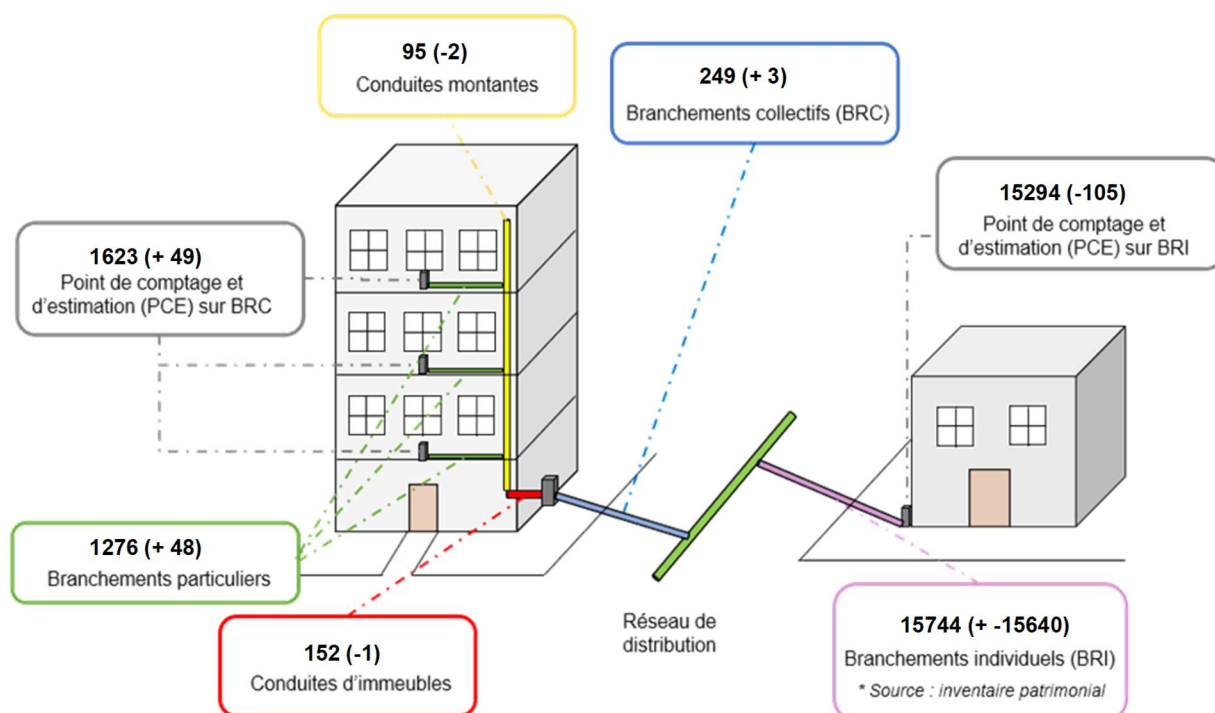 95 (-2)
Conduites montantes
249 (+ 3)
Branchements collectifs (BRC)
15294 (-105)
Point de comptage et
d'estimation (PCE) sur BRI
1623 (+ 49)
Point de comptage et
d'estimation (PCE) sur BRC
1276 (+ 48)
Branchements particuliers
152 (-1)
Conduites d'immeubles
Réseau de
distribution
15744 (+ -15640)
Branchements individuels (BRI)
* Source : inventaire patrimonial